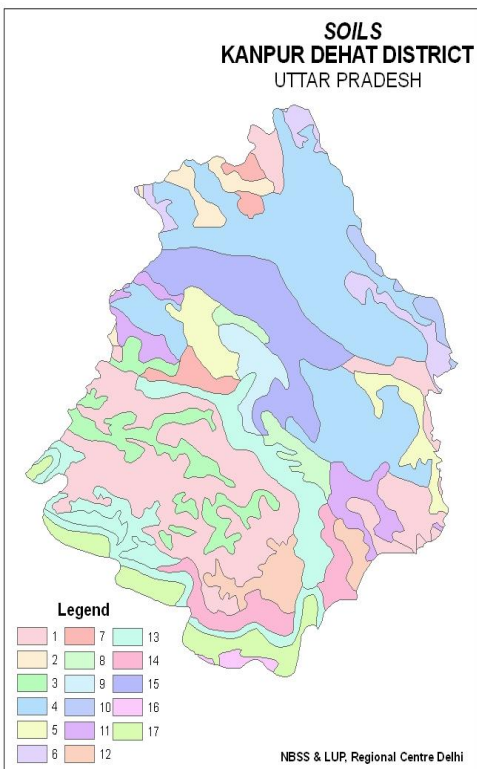 SOILS
KANPUR DEHAT DISTRICT
UTTAR PRADESH
Legend
1 7 13
2 8 14
3 9 15
4 10 16
5 11 17
6 12
NBSS & LUP, Regional Centre Delhi